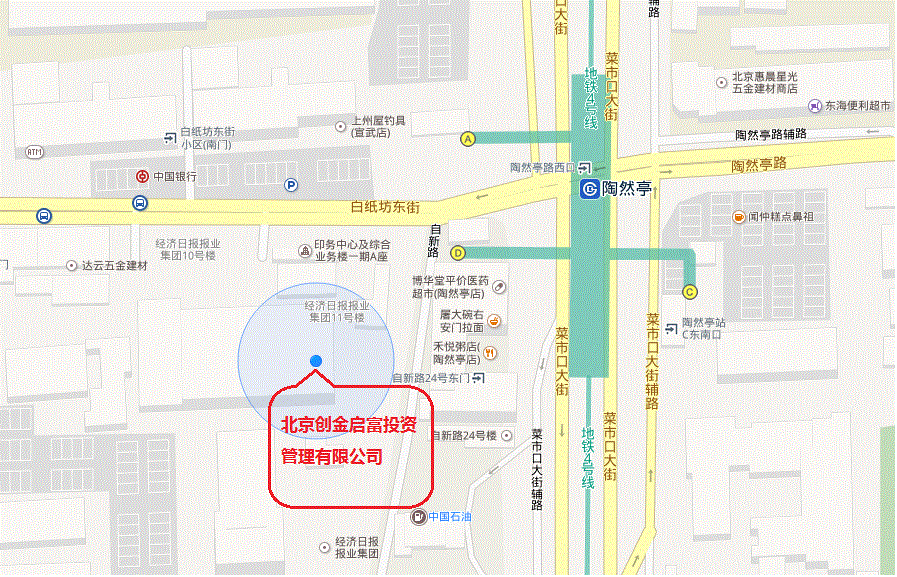 口大街
辅路
菜市口大街
地铁4号线
北京惠晨星光
五金建材商店
东海便利超市
上州屋钓具
(宣武店)
A
白纸坊东街
小区(南门)
ATM
陶然亭路辅路
陶然亭路西口
陶然亭路
中国银行
P
陶然亭
白纸坊东街
闻仲糕点鼻祖
自新路
经济日报报业
集团10号楼
印务中心及综合
业务楼一期A座
D
达云五金建材
门
博华堂平价医药
超市(陶然亭店)
C
经济日报报业
集团11号楼
屠大碗右
安门拉面
陶然亭站
C东南口
菜市口大街
菜市口大街辅路
禾悦粥店(
陶然亭店)
自新路24号东门
北京创金启富投资
管理有限公司
自新路24号楼
菜市口大街辅路
地铁4号线
菜市口大街
中国石油
经济日报
报业集团